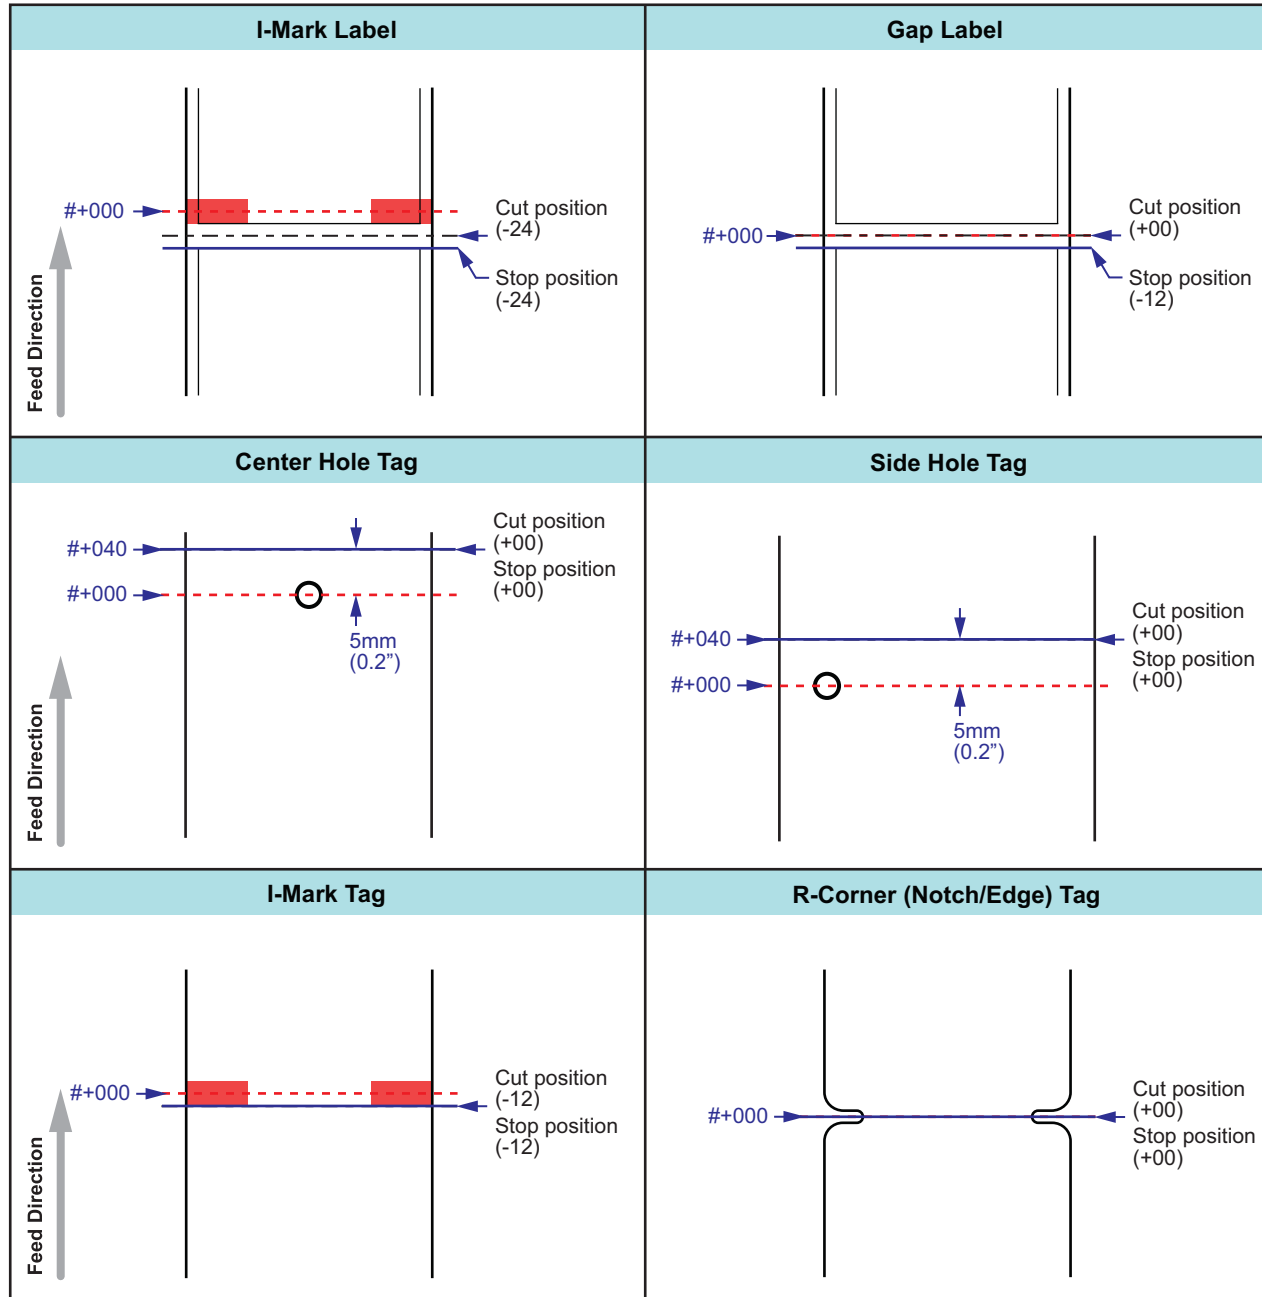 I-Mark Label
#+000
Cut position
(-24)
Stop position
(-24)
Feed Direction
Gap Label
#+000
Cut position
(+00)
Stop position
(-12)
Center Hole Tag
#+040
#+000
5mm
(0.2”)
Cut position
(+00)
Stop position
(+00)
Feed Direction
Side Hole Tag
#+040
#+000
5mm
(0.2”)
Cut position
(+00)
Stop position
(+00)
I-Mark Tag
#+000
Cut position
(-12)
Stop position
(-12)
Feed Direction
R-Corner (Notch/Edge) Tag
#+000
Cut position
(+00)
Stop position
(+00)